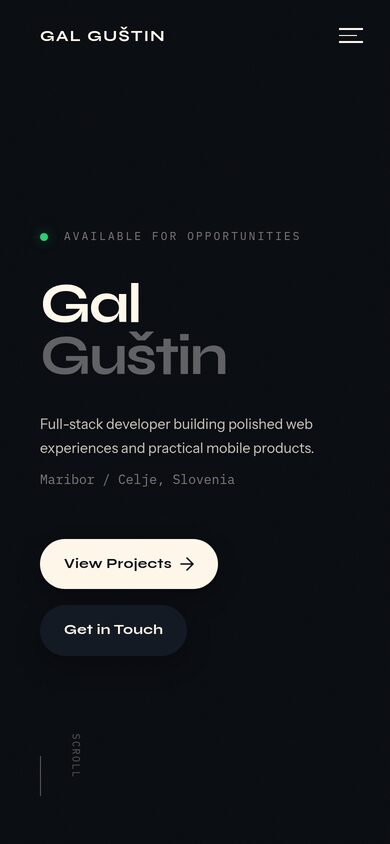 GAL GUŠTIN
AVAILABLE FOR OPPORTUNITIES
Gal
Guštin
Full-stack developer building polished web
experiences and practical mobile products.
Maribor / Celje, Slovenia
View Projects →
Get in Touch
SCROLL